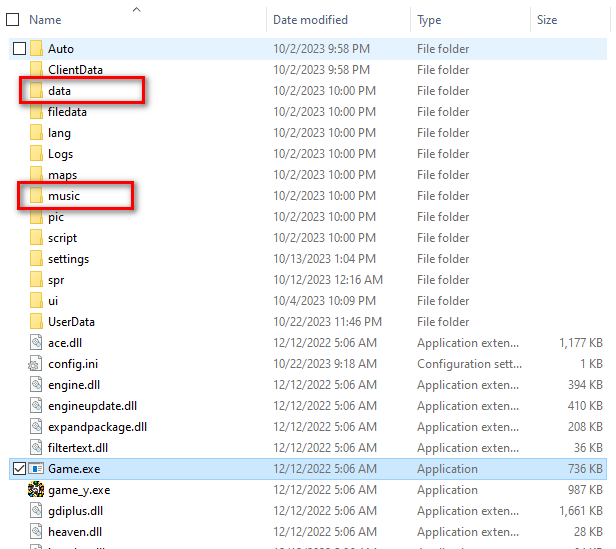 Name Date modified Type Size
Auto 10/2/2023 9:58 PM File folder
ClientData 10/2/2023 9:58 PM File folder
data 10/2/2023 10:00 PM File folder
filedata 10/2/2023 10:00 PM File folder
lang 10/2/2023 10:00 PM File folder
Logs 10/2/2023 10:00 PM File folder
maps 10/2/2023 10:00 PM File folder
music 10/2/2023 10:00 PM File folder
pic 10/2/2023 10:00 PM File folder
script 10/2/2023 10:00 PM File folder
settings 10/13/2023 1:04 PM File folder
spr 10/12/2023 12:16 AM File folder
ui 10/4/2023 10:09 PM File folder
UserData 10/22/2023 11:46 PM File folder
ace.dll 12/12/2022 5:06 AM Application exten... 1,177 KB
config.ini 10/22/2023 9:18 AM Configuration sett... 1 KB
engine.dll 12/12/2022 5:06 AM Application exten... 394 KB
engineupdate.dll 12/12/2022 5:06 AM Application exten... 410 KB
expandpackage.dll 12/12/2022 5:06 AM Application exten... 208 KB
filtertext.dll 12/12/2022 5:06 AM Application exten... 36 KB
Game.exe 12/12/2022 5:06 AM Application 736 KB
game_y.exe 12/12/2022 5:06 AM Application 987 KB
gdiplus.dll 12/12/2022 5:06 AM Application exten... 1,661 KB
heaven.dll 12/12/2022 5:06 AM Application exten... 28 KB